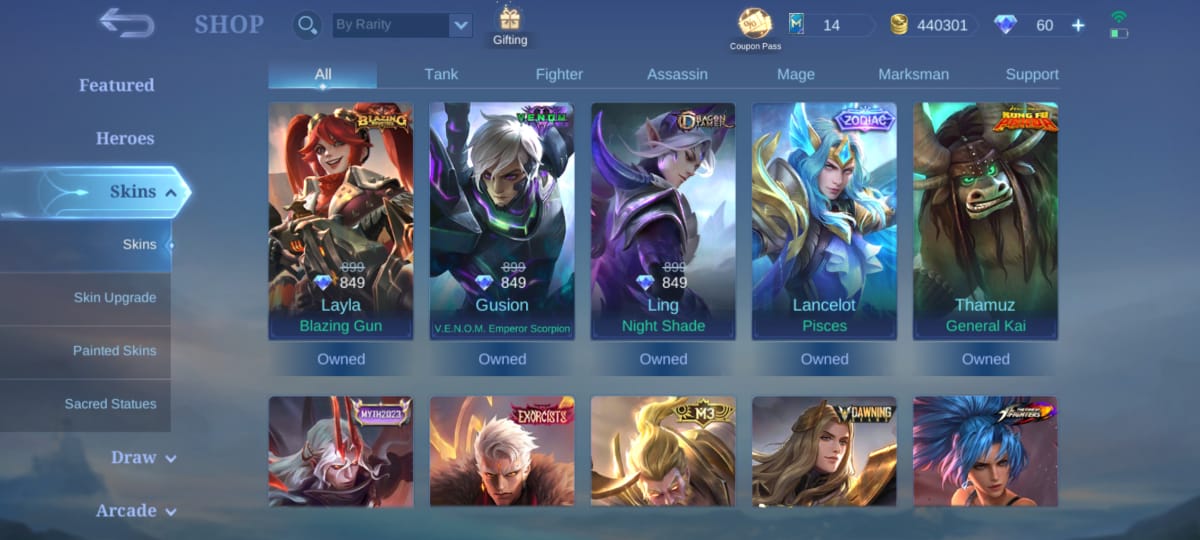 SHOP
By Rarity
Gifting
Coupon Pass
14
440301
60
Featured
Heroes
Skins
Skins
Skin Upgrade
Painted Skins
Sacred Statues
Draw
Arcade
All
Tank
Fighter
Assassin
Mage
Marksman
Support
BLAZING
899
849
Layla
Blazing Gun
Owned
V.E.N.O.M.
899
849
Gusion
V.E.N.O.M. Emperor Scorpion
Owned
DRAGON
TAMER
899
849
Ling
Night Shade
Owned
ZODIAC
Lancelot
Pisces
Owned
KUNG FU
PANDA
Thamuz
General Kai
Owned
MYTH2023
EXORCISTS
M3
DAWNING
FIGHTERS